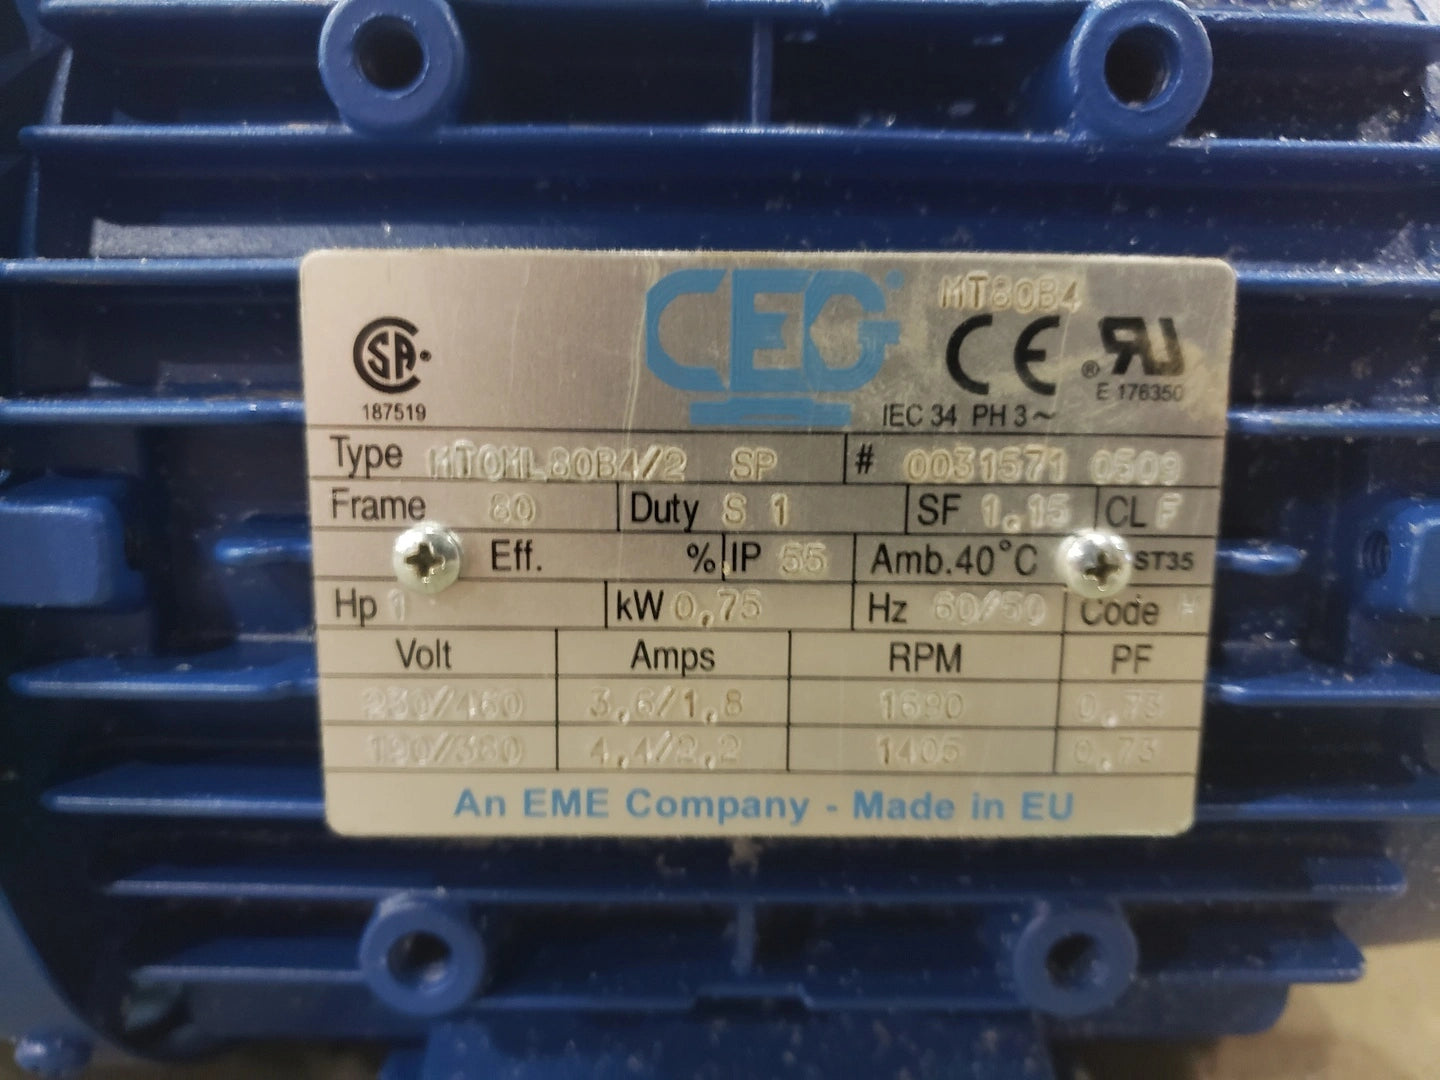 CEG
MT80B4
CSA
187519
CE
RU
®
E 176350
IEC 34 PH 3~
Type MT0ML80B4/2 SP # 0031571 0509
Frame 80 Duty S 1 SF 1.15 CL F
Eff. % IP 55 Amb.40°C ST35
Hp 1 kW 0,75 Hz 60/50 Code
Volt Amps RPM PF
230/460 3,6/1,8 1690 0,73
190/380 4,4/2,2 1405 0,73
An EME Company - Made in EU